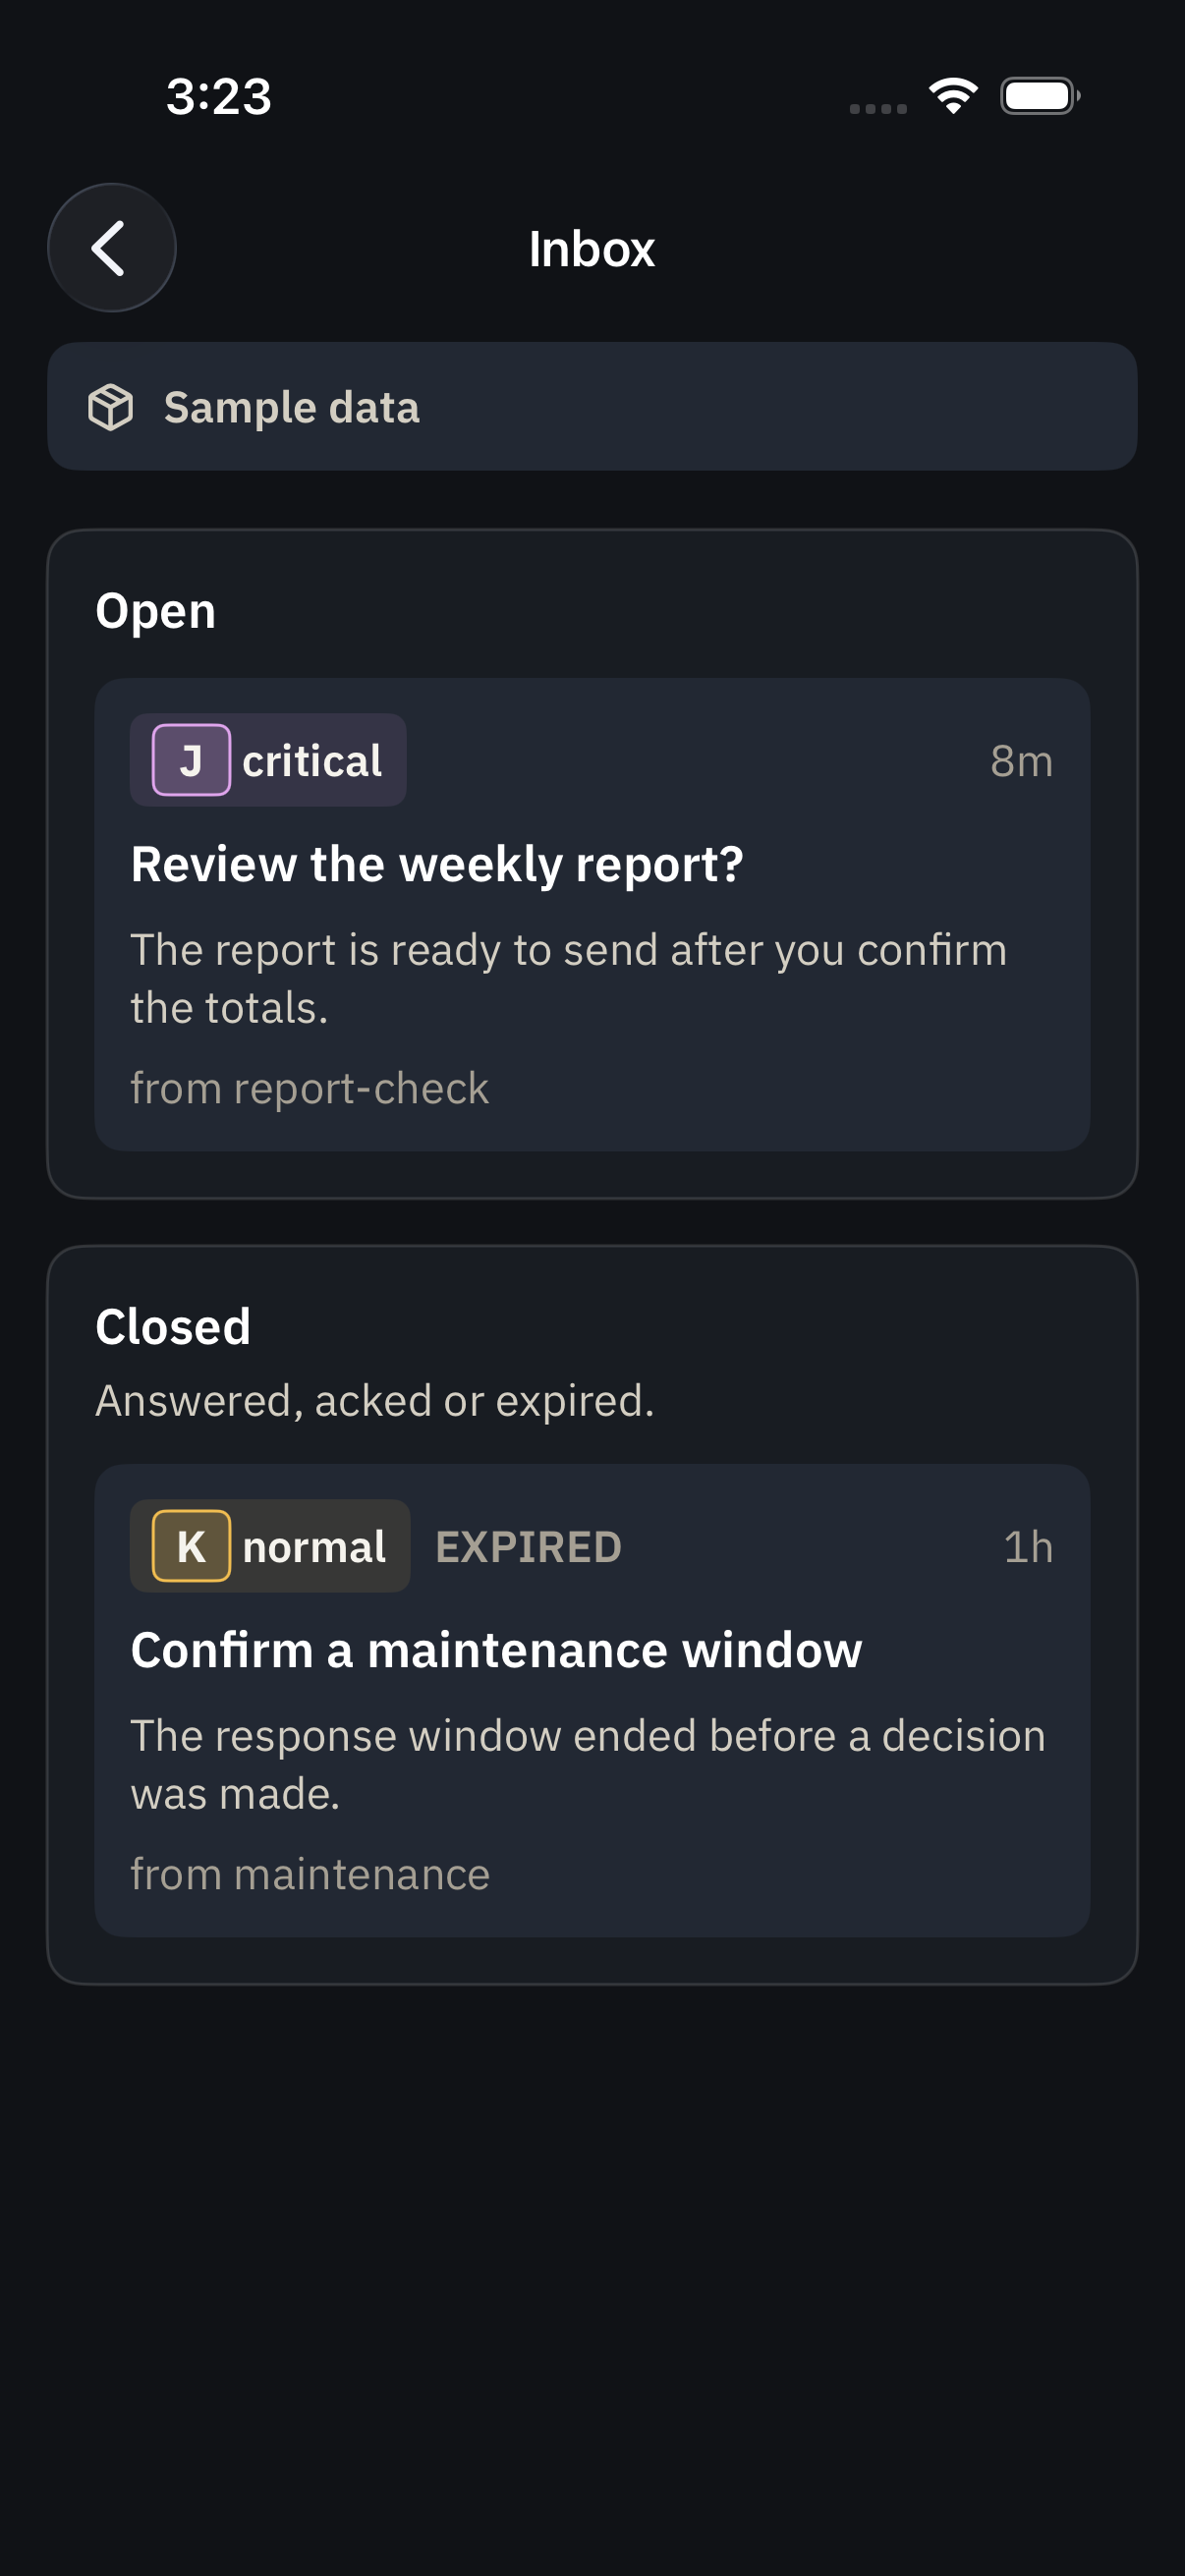 3:23
Inbox
Sample data
Open
J critical 8m
Review the weekly report?
The report is ready to send after you confirm
the totals.
from report-check
Closed
Answered, acked or expired.
K normal EXPIRED 1h
Confirm a maintenance window
The response window ended before a decision
was made.
from maintenance